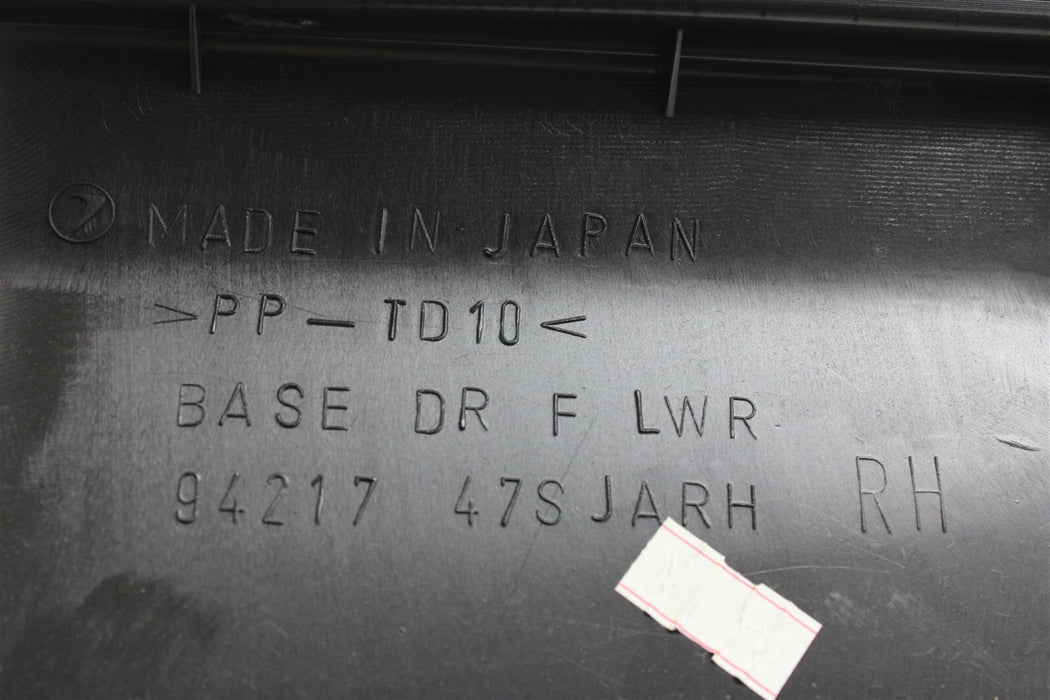 MADE IN JAPAN
>PP—TD10<
BASE DR F LWR
94217 47SJARH RH